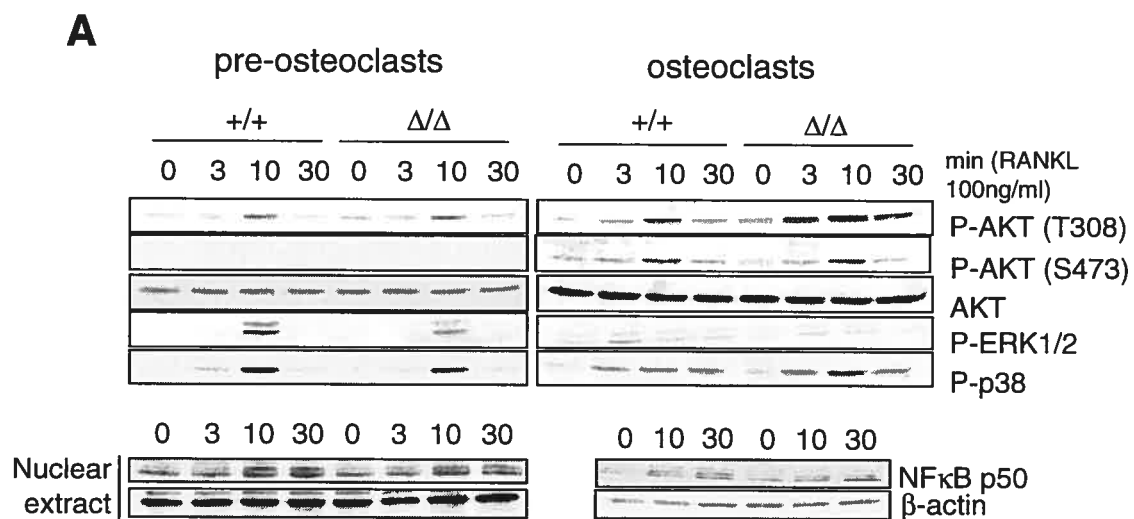 A
pre-osteoclasts osteoclasts
+/+ Δ/Δ +/+ Δ/Δ
0 3 10 30 0 3 10 30 0 3 10 30 0 3 10 30 min (RANKL
100ng/ml)
P-AKT (T308)
P-AKT (S473)
AKT
P-ERK1/2
P-p38
0 3 10 30 0 3 10 30 0 10 30 0 10 30
Nuclear NFκB p50
extract β-actin